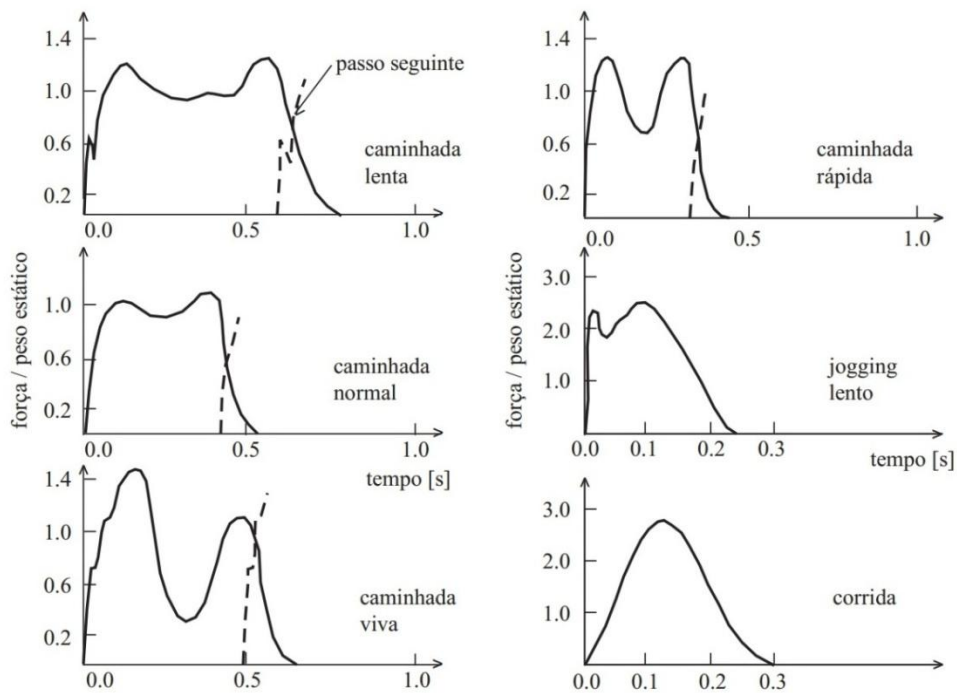 1.4
1.0
0.6
0.2
0.0
0.5
1.0
passo seguinte
caminhada
lenta
1.4
1.0
0.6
0.2
0.0
0.5
1.0
caminhada
rápida
força / peso estático
1.0
0.6
0.2
0.0
0.5
1.0
caminhada
normal
tempo [s]
força / peso estático
3.0
2.0
1.0
0.0
0.1
0.2
0.3
jogging
lento
tempo [s]
1.4
1.0
0.6
0.2
0.0
0.5
1.0
caminhada
viva
3.0
2.0
1.0
0.0
0.1
0.2
0.3
corrida